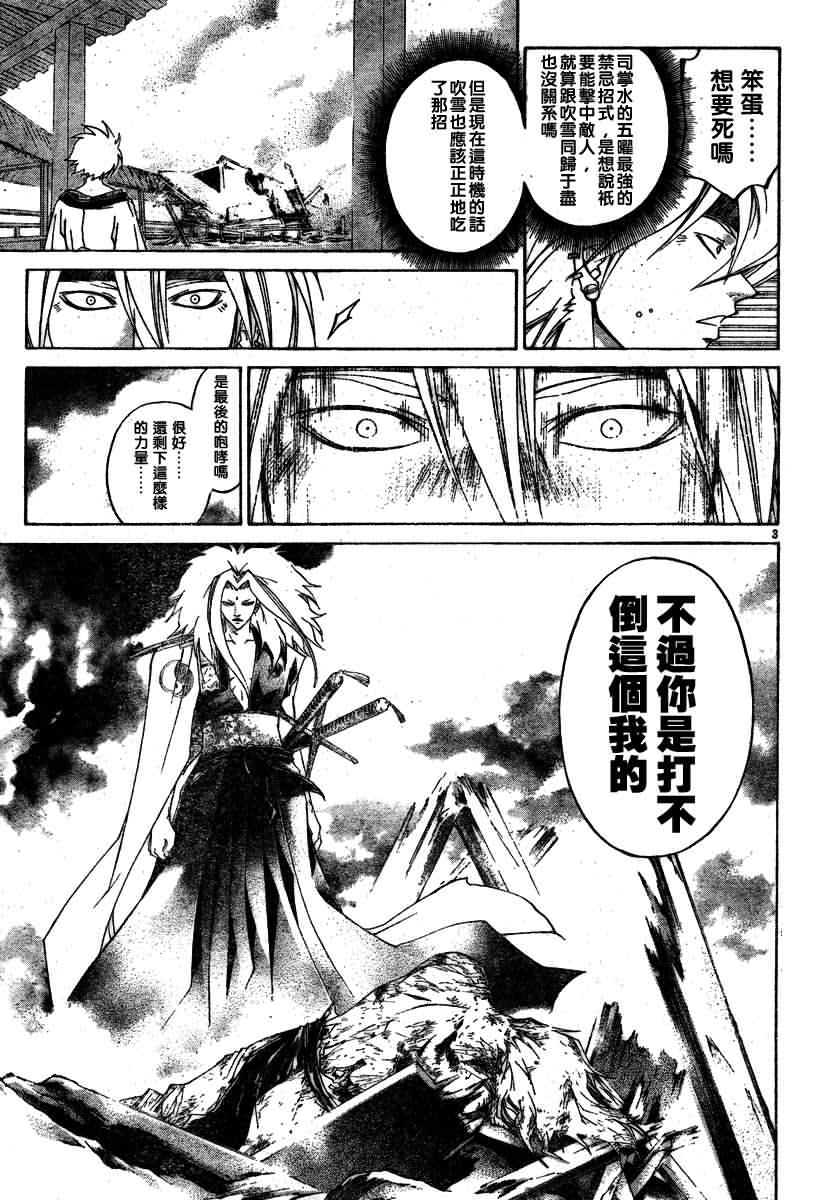 笨蛋……
想要死嗎
司掌水的五曜最強的
禁忌招式,是想說祇
要能擊中敵人,
就算跟吹雪同歸于盡
也沒關系嗎
但是現在這時機的話
吹雪也應該正正地吃
了那招
是最後的咆哮嗎
很好……
還剩下這麼樣
的力量……
3
不過你是打不
倒這個我的